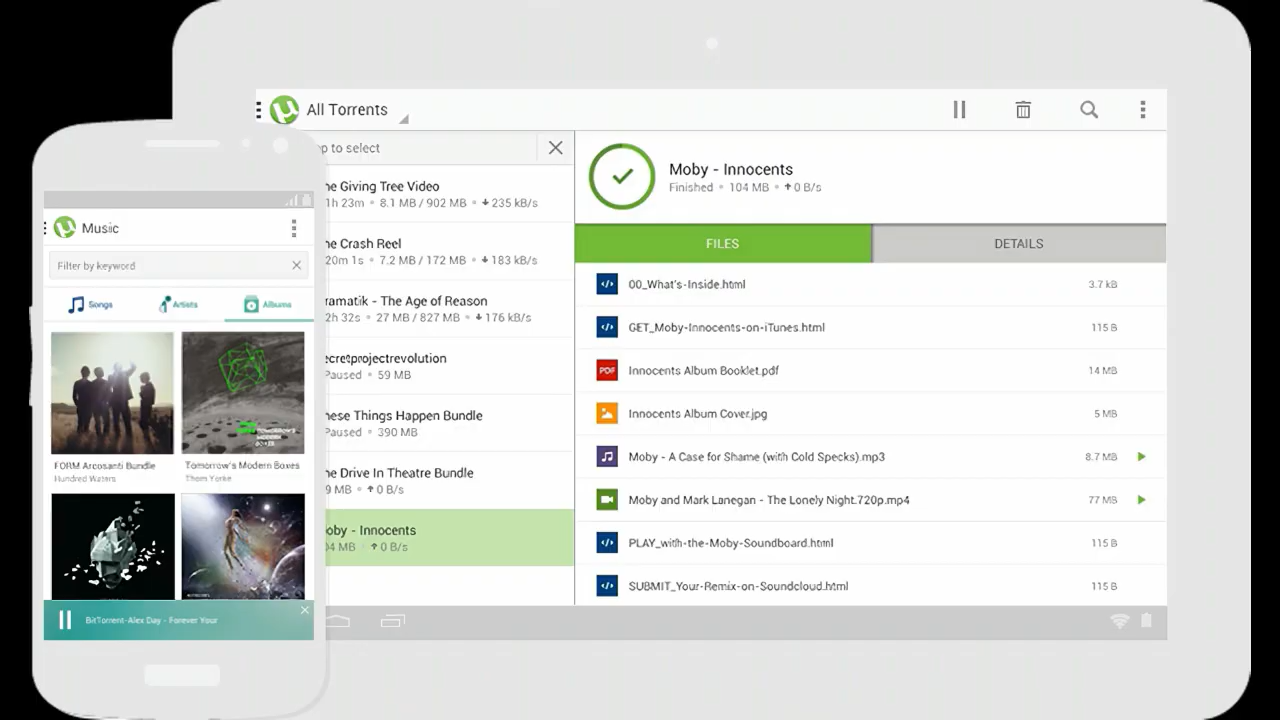 All Torrents
p to select
he Giving Tree Video
1h 23m • 8.1 MB / 902 MB • 235 kB/s
he Crash Reel
20m 1s • 7.2 MB / 172 MB • 183 kB/s
ramatik - The Age of Reason
2h 32s • 27 MB / 827 MB • 176 kB/s
ecretprojectrevolution
Paused • 59 MB
hese Things Happen Bundle
Paused • 390 MB
he Drive In Theatre Bundle
9 MB • 0 B/s
oby - Innocents
04 MB • 0 B/s
Moby - Innocents
Finished • 104 MB • 0 B/s
FILES
DETAILS
00_What's-Inside.html 3.7 kB
GET_Moby-Innocents-on-iTunes.html 115 B
PDF Innocents Album Booklet.pdf 14 MB
Innocents Album Cover.jpg 5 MB
Moby - A Case for Shame (with Cold Specks).mp3 8.7 MB
Moby and Mark Lanegan - The Lonely Night.720p.mp4 77 MB
PLAY_with-the-Moby-Soundboard.html 115 B
SUBMIT_Your-Remix-on-Soundcloud.html 115 B
Music
Filter by keyword
Songs
Artists
Albums
TOMORROW'S
MODERN
BOXES
FORM Arcosanti Bundle
Hundred Waters
Tomorrow's Modern Boxes
Thom Yorke
BitTorrent-Alex Day - Forever Your